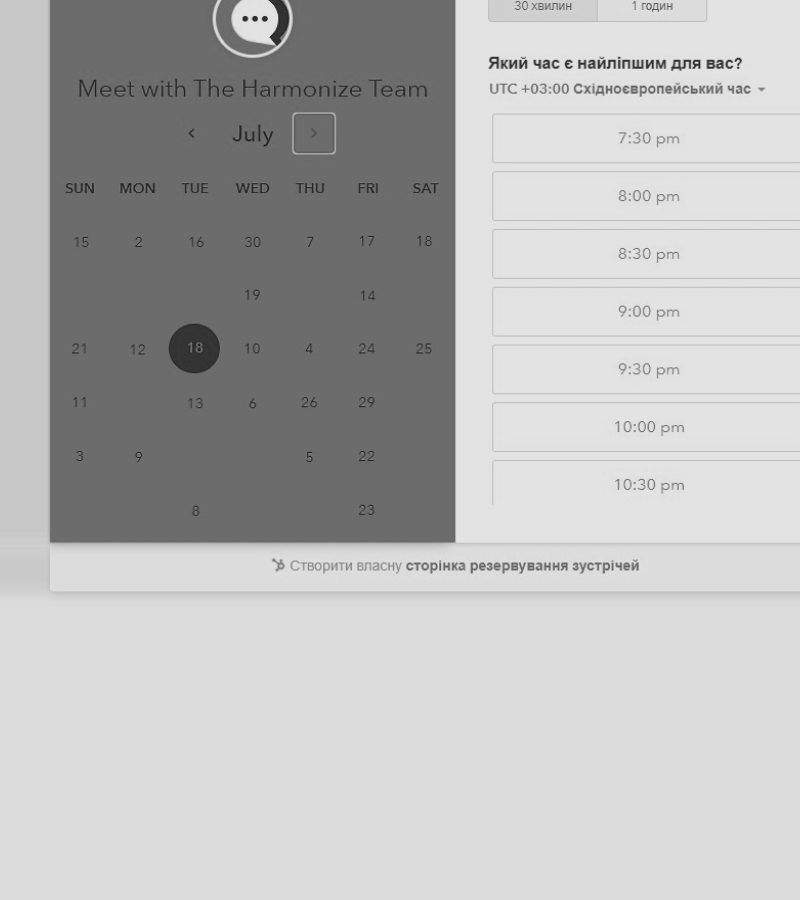 30 хвилин 1 годин
Який час є найліпшим для вас?
UTC +03:00 Східноєвропейський час
Meet with The Harmonize Team
July
SUN MON TUE WED THU FRI SAT
15 2 16 30 7 17 18
19 14
21 12 18 10 4 24 25
11 13 6 26 29
3 9 5 22
8 23
7:30 pm
8:00 pm
8:30 pm
9:00 pm
9:30 pm
10:00 pm
10:30 pm
Створити власну сторінка резервування зустрічей